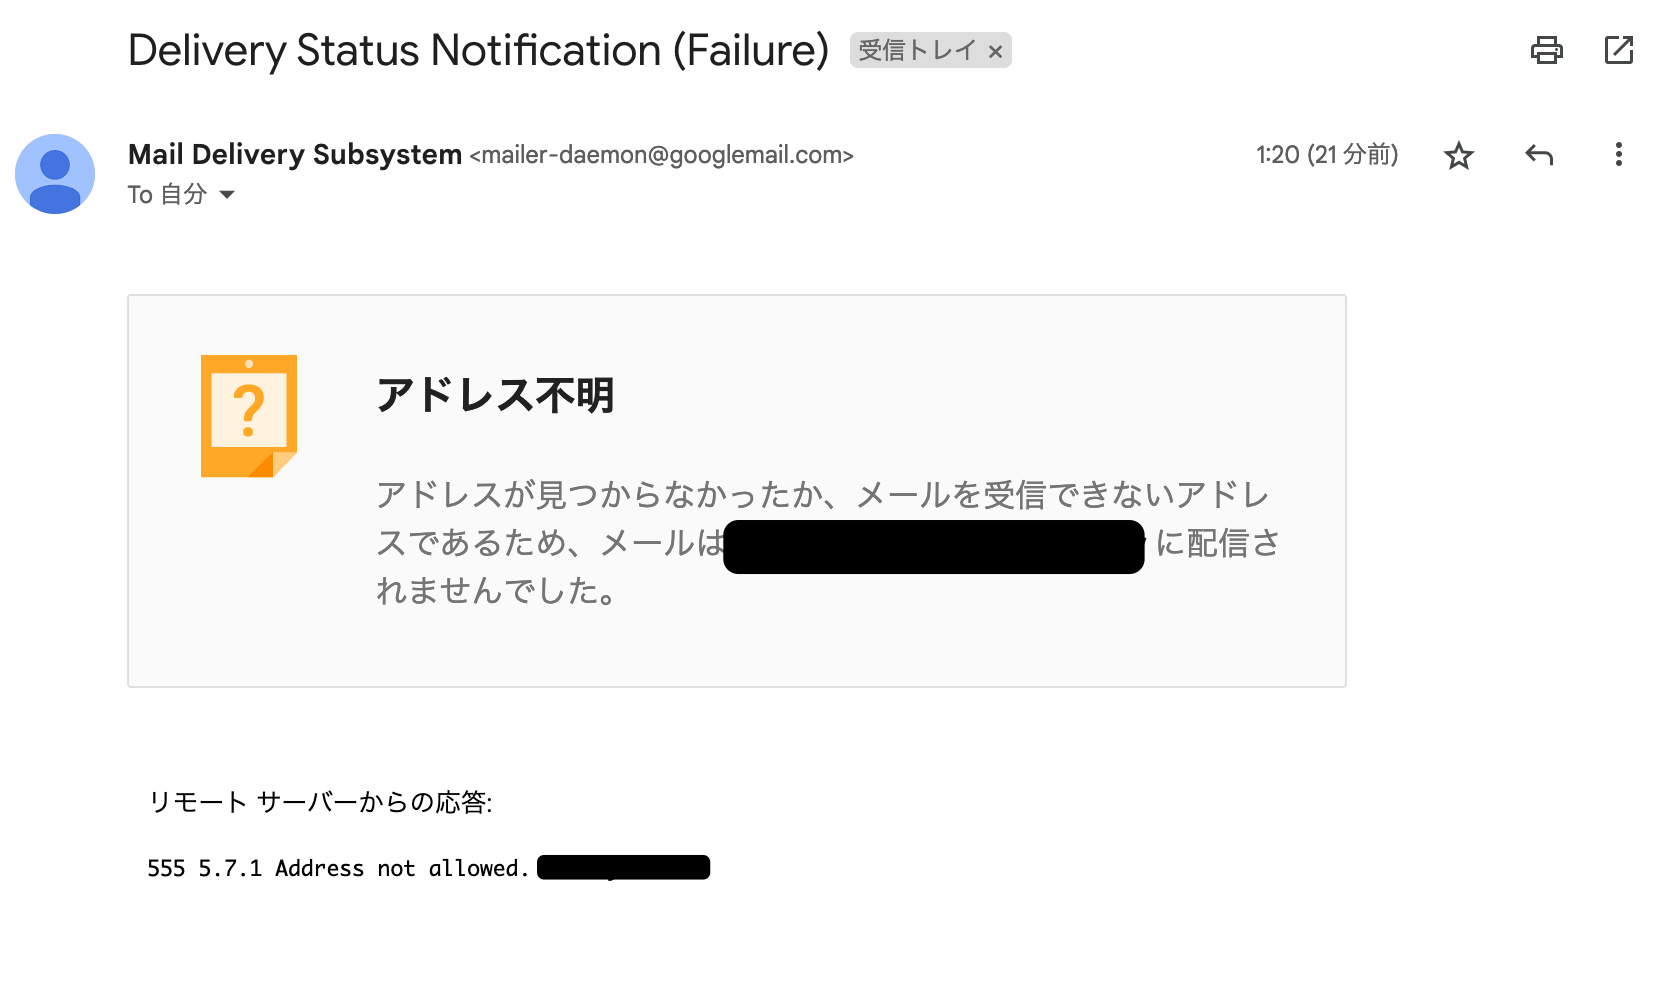 Delivery Status Notification (Failure) 受信トレイ ×
Mail Delivery Subsystem <mailer-daemon@googlemail.com> 1:20 (21 分前)
To 自分
?
アドレス不明
アドレスが見つからなかったか、メールを受信できないアドレ
スであるため、メールは に配信さ
れませんでした。
リモート サーバーからの応答:
555 5.7.1 Address not allowed.